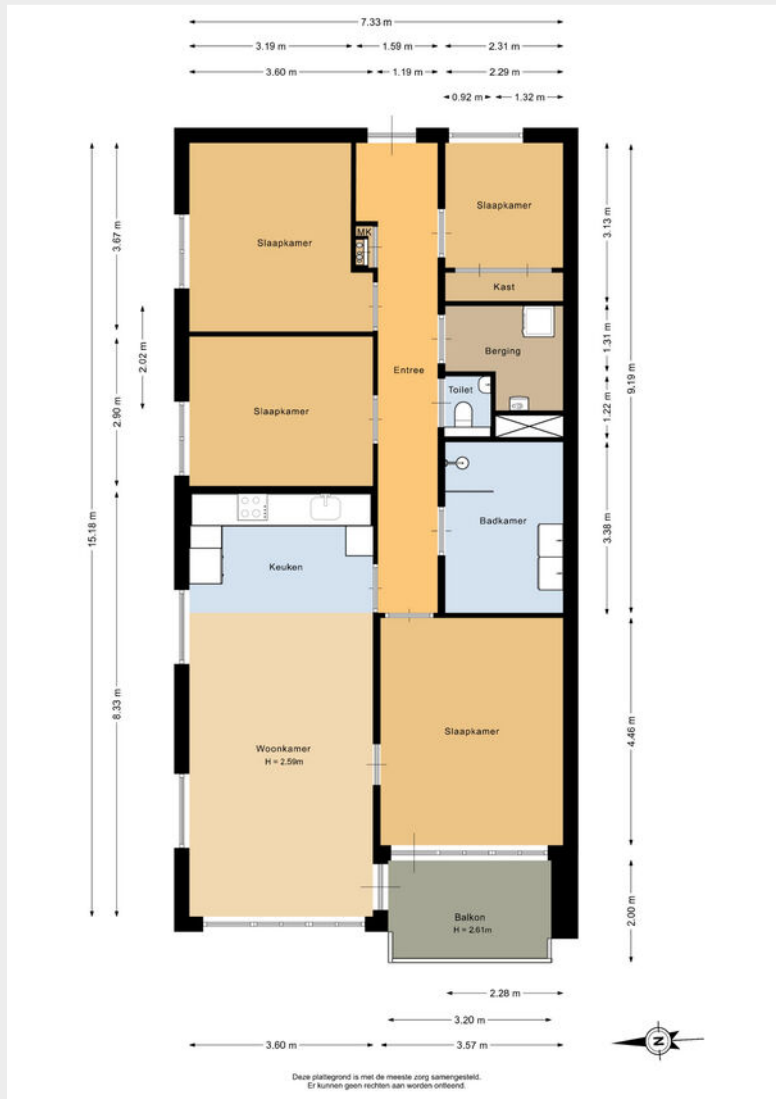 7.33 m
3.19 m 1.59 m 2.31 m
3.60 m 1.19 m 2.29 m
0.92 m 1.32 m
Slaapkamer
3.67 m
3.13 m
Slaapkamer
MK
Kast
2.02 m
1.31 m
Berging
Entree
9.19 m
2.90 m
Toilet
1.22 m
Slaapkamer
15.18 m
Badkamer
3.38 m
Keuken
8.33 m
Slaapkamer
4.46 m
Woonkamer
H = 2.59m
Balkon
H = 2.61m
2.00 m
2.28 m
3.20 m
3.60 m 3.57 m
N
Deze plattegrond is met de meeste zorg samengesteld.
Er kunnen geen rechten aan worden ontleend.